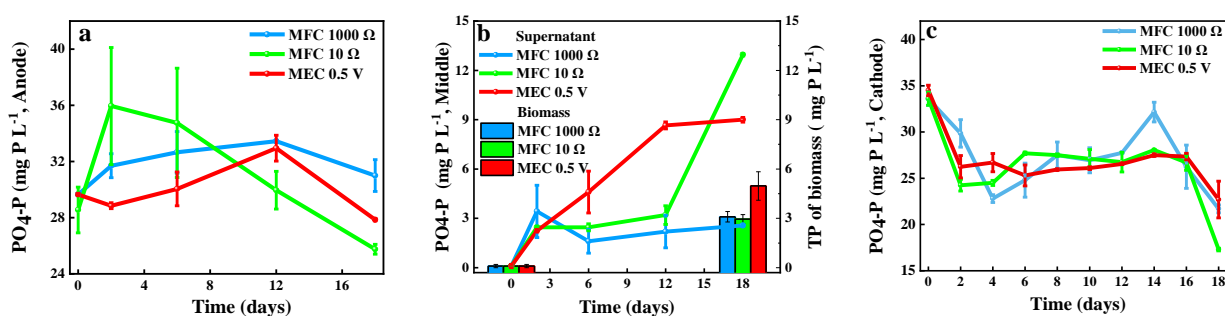 a
MFC 1000 Ω
MFC 10 Ω
MEC 0.5 V
PO4-P (mg P L-1, Anode)
40
36
32
28
24
0 4 8 12 16
Time (days)
b
Supernatant
MFC 1000 Ω
MFC 10 Ω
MEC 0.5 V
Biomass
MFC 1000 Ω
MFC 10 Ω
MEC 0.5 V
PO4-P (mg P L-1, Middle)
15
12
9
6
3
0
TP of biomass ( mg P L-1)
15
12
9
6
3
0
0 3 6 9 12 15 18
Time (days)
c
MFC 1000 Ω
MFC 10 Ω
MEC 0.5 V
PO4-P (mg P L-1, Cathode)
40
35
30
25
20
15
0 2 4 6 8 10 12 14 16 18
Time (days)